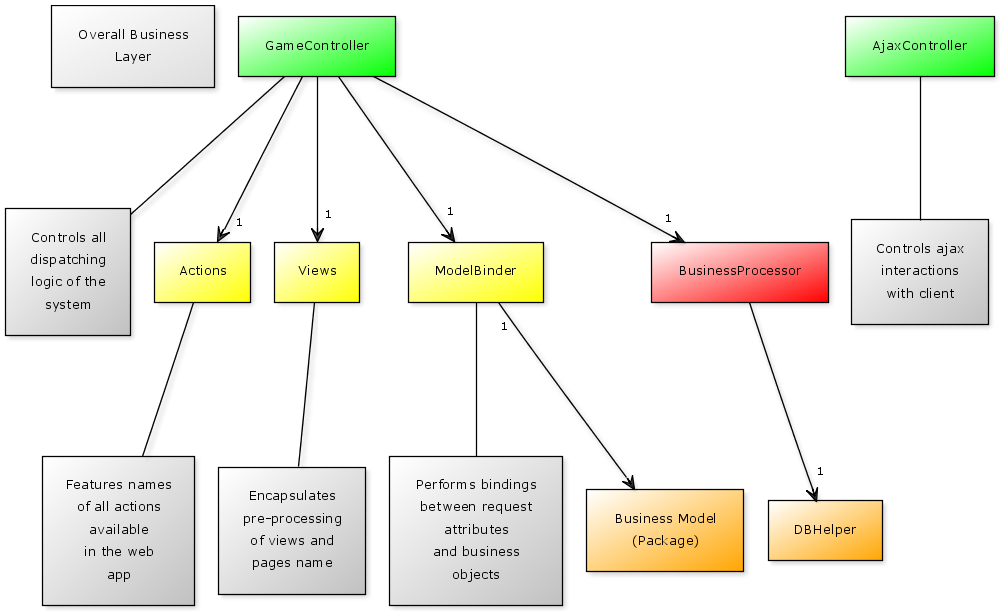 Overall Business
Layer
GameController
AjaxController
1
1
1
1
Controls all
dispatching
logic of the
system
Actions
Views
ModelBinder
BusinessProcessor
Controls ajax
interactions
with client
1
1
Features names
of all actions
available
in the web
app
Encapsulates
pre-processing
of views and
pages name
Performs bindings
between request
attributes
and business
objects
Business Model
(Package)
DBHelper